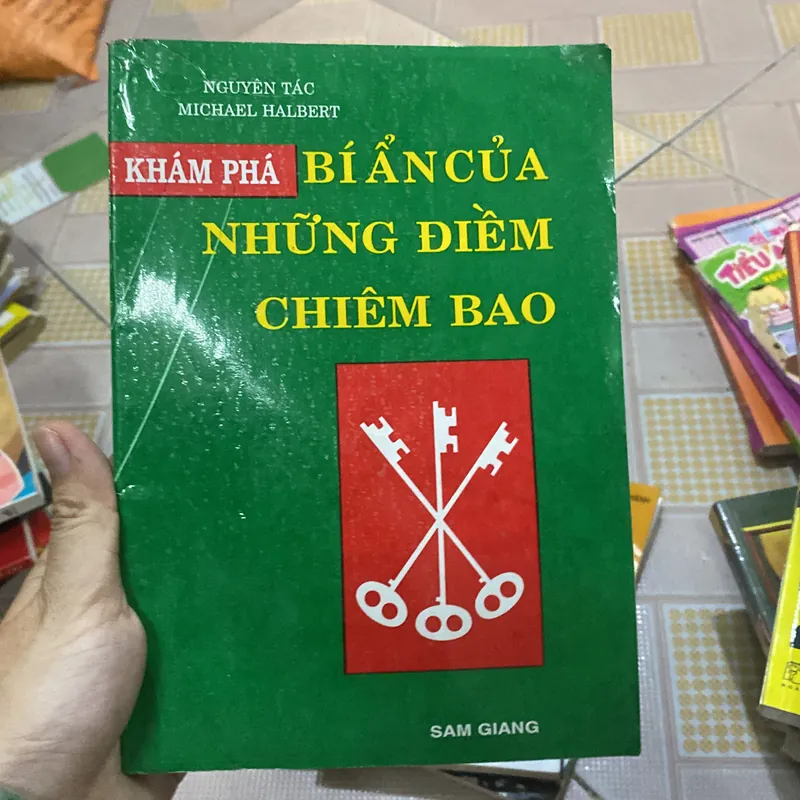 NGUYÊN TÁC
MICHAEL HALBERT
KHÁM PHÁ BÍ ẨN CỦA
NHỮNG ĐIỀM
CHIÊM BAO
SAM GIANG